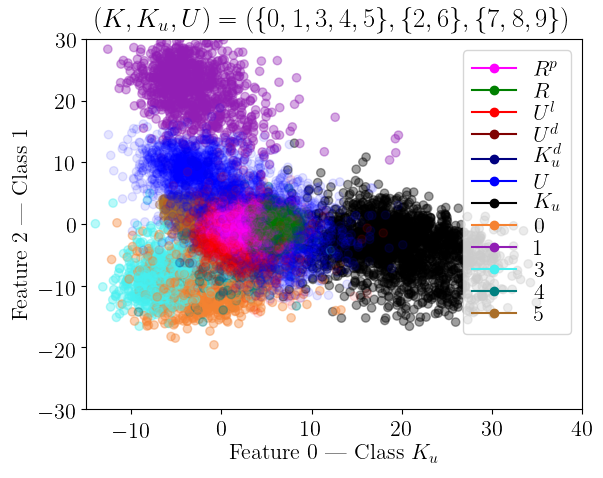 (K, K_u, U) = ({0, 1, 3, 4, 5}, {2, 6}, {7, 8, 9})
30
20
10
0
−10
−20
−30
Feature 2 — Class 1
R^p
R
U^l
U^d
K_u^d
U
K_u
0
1
3
4
5
−10
0
10
20
30
40
Feature 0 — Class K_u